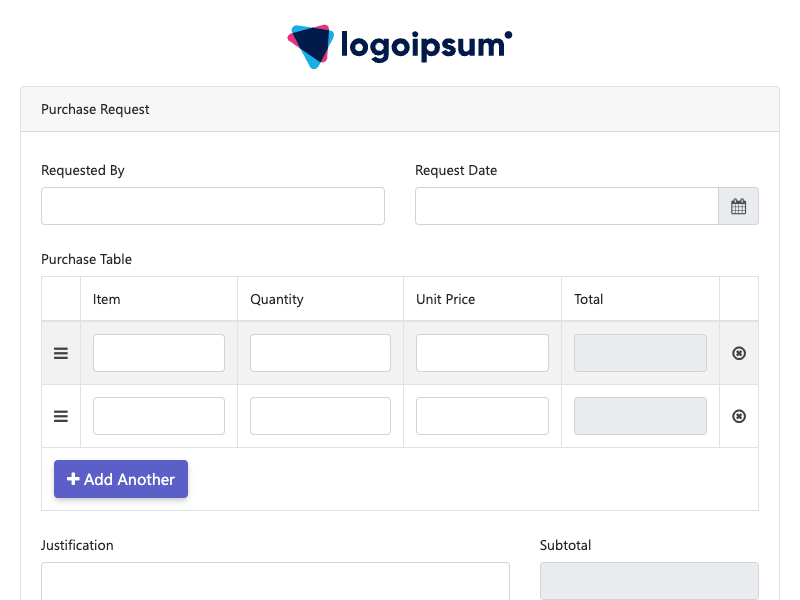 logoipsum
Purchase Request
Requested By
Request Date
Purchase Table
Item
Quantity
Unit Price
Total
Add Another
Justification
Subtotal